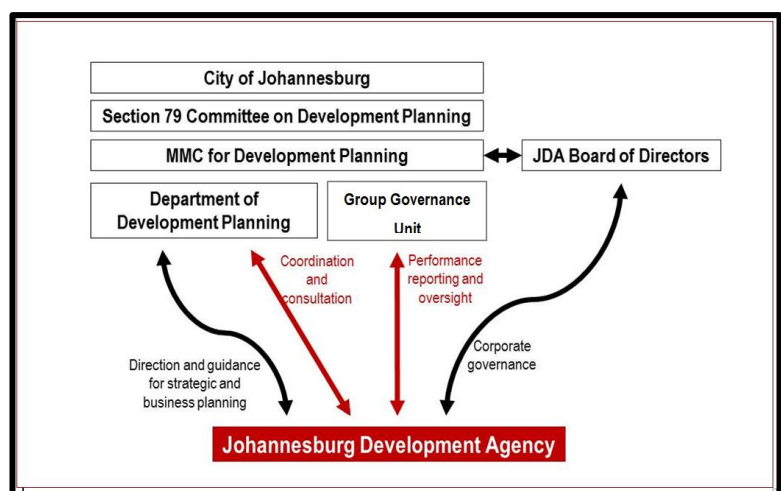 City of Johannesburg
Section 79 Committee on Development Planning
MMC for Development Planning
JDA Board of Directors
Department of
Development Planning
Group Governance
Unit
Coordination
and
consultation
Performance
reporting and
oversight
Direction and guidance
for strategic and
business planning
Corporate
governance
Johannesburg Development Agency